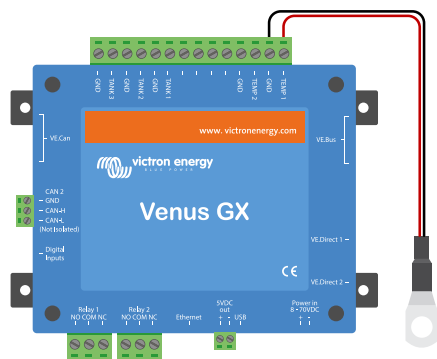 GND
TANK 3
GND
TANK 2
GND
TANK 1
GND
TEMP 2
GND
TEMP 1
www. victronenergy.com
VE.Can
VE.Bus
victron energy
BLUE POWER
CAN 2
GND
CAN-H
CAN-L
(Not Isolated)
Venus GX
Digital
Inputs
VE.Direct 1
CE
VE.Direct 2
Relay 1
NO COM NC
Relay 2
NO COM NC
Ethernet
5VDC
out
+ -
USB
Power in
8 - 70VDC
+ -